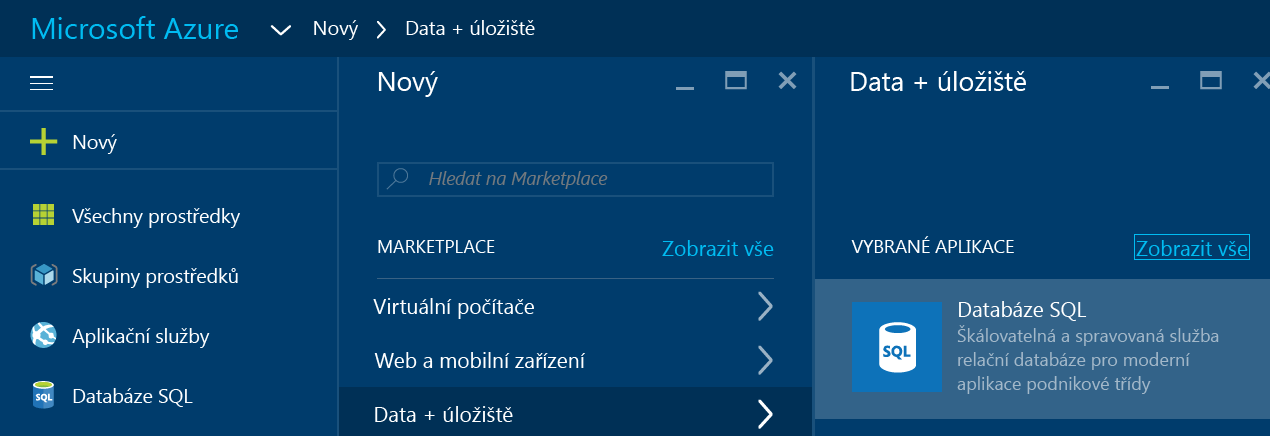 Microsoft Azure Nový Data + úložiště
Nový
Všechny prostředky
Skupiny prostředků
Aplikační služby
Databáze SQL
Nový
Hledat na Marketplace
MARKETPLACE Zobrazit vše
Virtuální počítače
Web a mobilní zařízení
Data + úložiště
Data + úložiště
VYBRANÉ APLIKACE Zobrazit vše
SQL
Databáze SQL
Škálovatelná a spravovaná služba
relační databáze pro moderní
aplikace podnikové třídy